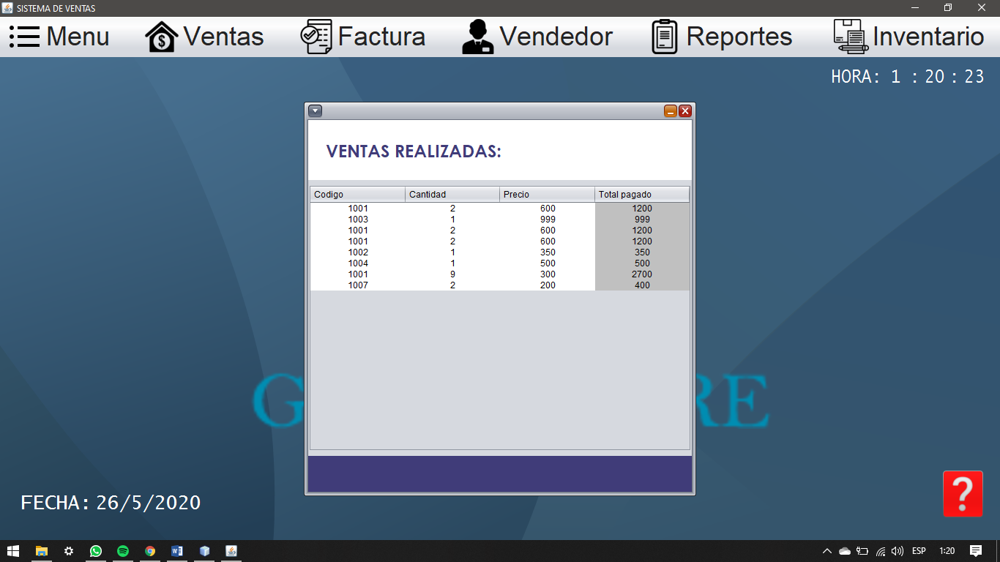 SISTEMA DE VENTAS
Menu Ventas Factura Vendedor Reportes Inventario
HORA: 1 : 20 : 23
VENTAS REALIZADAS:
Codigo Cantidad Precio Total pagado
1001 2 600 1200
1003 1 999 999
1001 2 600 1200
1001 2 600 1200
1002 1 350 350
1004 1 500 500
1001 9 300 2700
1007 2 200 400
FECHA: 26/5/2020
?
ESP 1:20